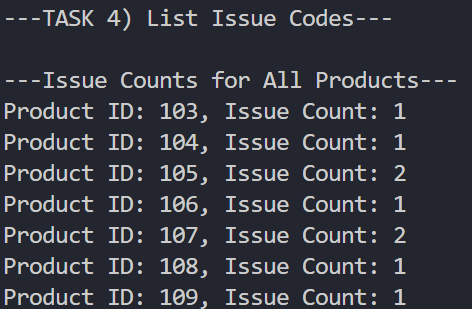 ---TASK 4) List Issue Codes---
---Issue Counts for All Products---
Product ID: 103, Issue Count: 1
Product ID: 104, Issue Count: 1
Product ID: 105, Issue Count: 2
Product ID: 106, Issue Count: 1
Product ID: 107, Issue Count: 2
Product ID: 108, Issue Count: 1
Product ID: 109, Issue Count: 1